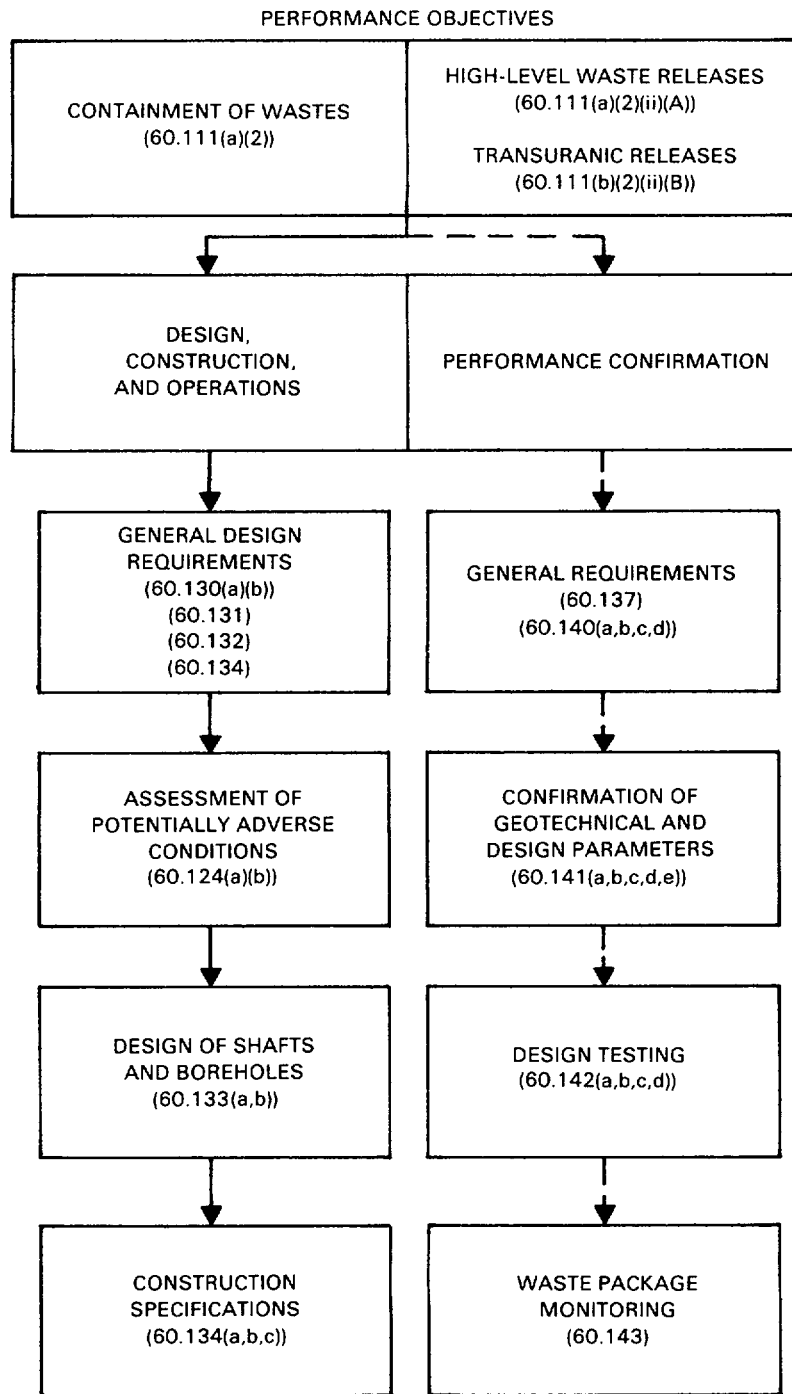 PERFORMANCE OBJECTIVES
CONTAINMENT OF WASTES
(60.111(a)(2))
HIGH-LEVEL WASTE RELEASES
(60.111(a)(2)(ii)(A))
TRANSURANIC RELEASES
(60.111(b)(2)(ii)(B))
DESIGN,
CONSTRUCTION,
AND OPERATIONS
PERFORMANCE CONFIRMATION
GENERAL DESIGN
REQUIREMENTS
(60.130(a)(b))
(60.131)
(60.132)
(60.134)
GENERAL REQUIREMENTS
(60.137)
(60.140(a,b,c,d))
ASSESSMENT OF
POTENTIALLY ADVERSE
CONDITIONS
(60.124(a)(b))
CONFIRMATION OF
GEOTECHNICAL AND
DESIGN PARAMETERS
(60.141(a,b,c,d,e))
DESIGN OF SHAFTS
AND BOREHOLES
(60.133(a,b))
DESIGN TESTING
(60.142(a,b,c,d))
CONSTRUCTION
SPECIFICATIONS
(60.134(a,b,c))
WASTE PACKAGE
MONITORING
(60.143)